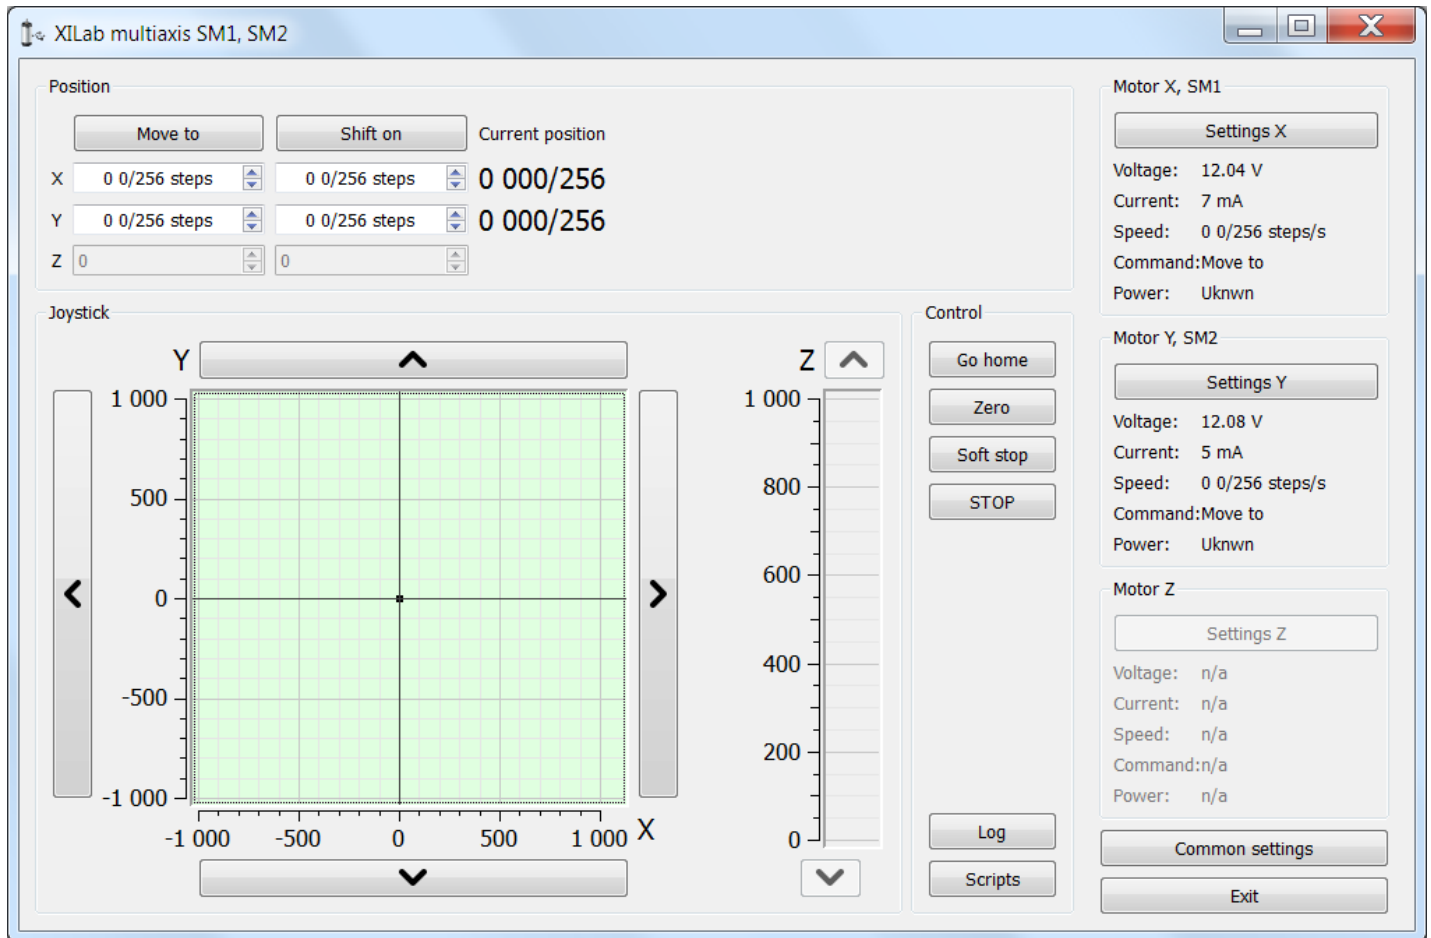 XILab multiaxis SM1, SM2
Position
Move to
Shift on
Current position
X
0 0/256 steps
0 0/256 steps
0 000/256
Y
0 0/256 steps
0 0/256 steps
0 000/256
Z
0
0
Joystick
Y
1 000
500
0
-500
-1 000
-1 000
-500
0
500
1 000
X
Z
1 000
800
600
400
200
0
Control
Go home
Zero
Soft stop
STOP
Log
Scripts
Motor X, SM1
Settings X
Voltage: 12.04 V
Current: 7 mA
Speed: 0 0/256 steps/s
Command:Move to
Power: Uknwn
Motor Y, SM2
Settings Y
Voltage: 12.08 V
Current: 5 mA
Speed: 0 0/256 steps/s
Command:Move to
Power: Uknwn
Motor Z
Settings Z
Voltage: n/a
Current: n/a
Speed: n/a
Command:n/a
Power: n/a
Common settings
Exit